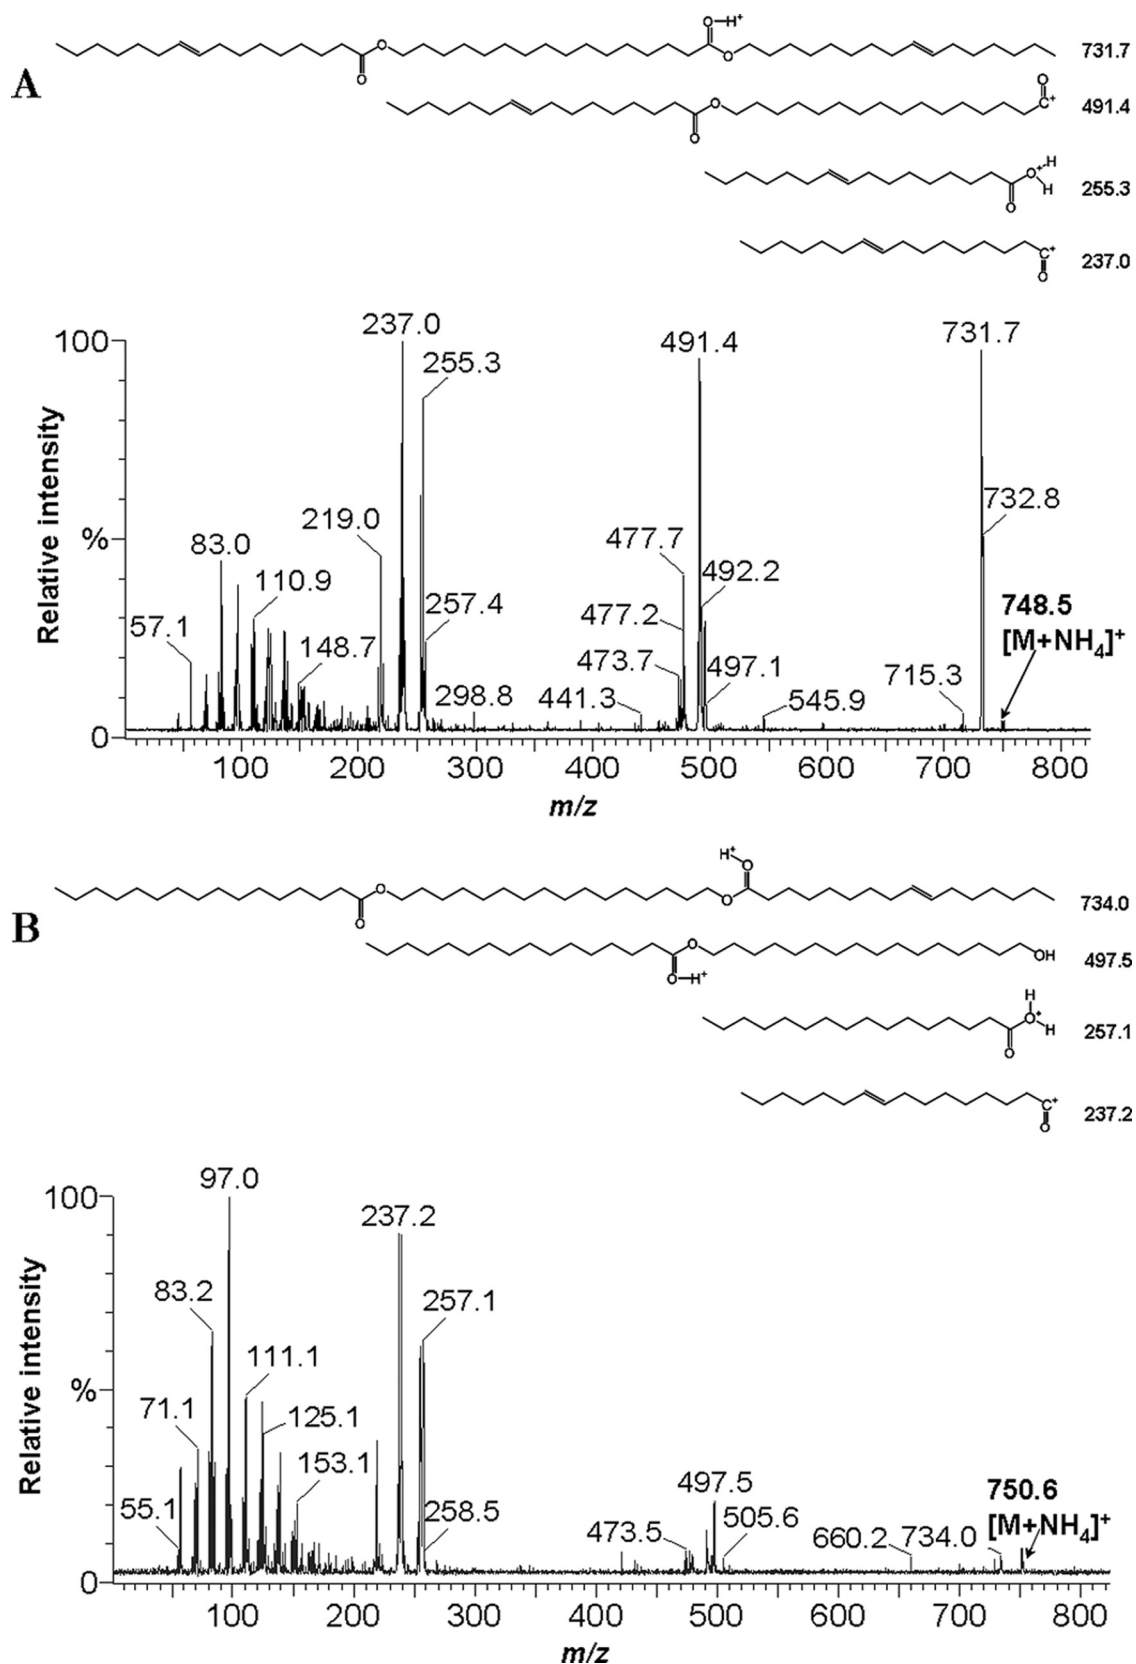 O–H⁺
O
O
O
731.7
A
O
C⁺
O
O
491.4
O⁺
H
H
O
255.3
C⁺
O
237.0
100
%
0
Relative intensity
237.0
255.3
491.4
731.7
732.8
219.0
83.0
110.9
57.1
148.7
257.4
298.8
477.7
492.2
477.2
473.7
497.1
441.3
545.9
715.3
748.5
[M+NH₄]⁺
100 200 300 400 500 600 700 800
m/z
H⁺
O
O
O
O
734.0
B
O
OH
O–H⁺
497.5
H
O⁺
H
O
257.1
C⁺
O
237.2
100
%
0
Relative intensity
97.0
237.2
83.2
257.1
111.1
71.1
125.1
153.1
55.1
258.5
497.5
473.5
505.6
660.2
734.0
750.6
[M+NH₄]⁺
100 200 300 400 500 600 700 800
m/z